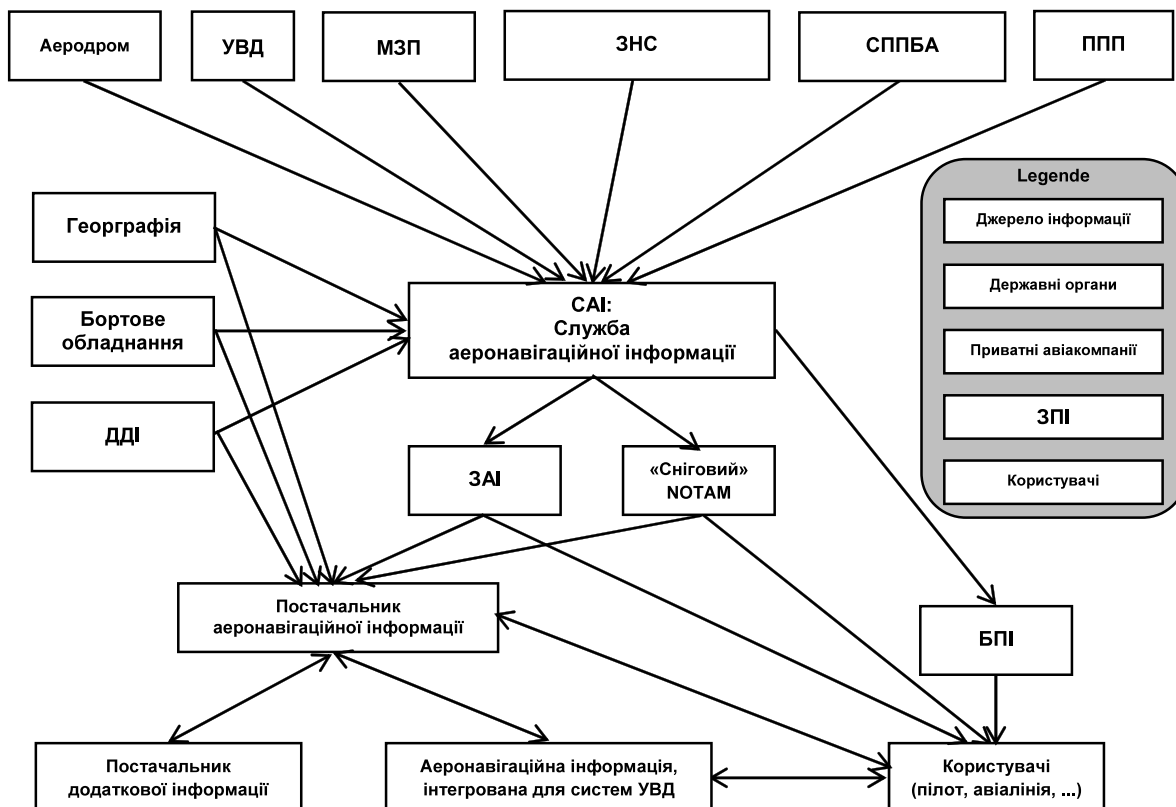 Аеродром
УВД
МЗП
ЗНС
СППБА
ППП
Legende
Джерело інформації
Державні органи
Приватні авіакомпанії
ЗПІ
Користувачі
Георграфія
Бортове
обладнання
ДДІ
САІ:
Служба
аеронавігаційної інформації
ЗАІ
«Сніговий»
NOTAM
Постачальник
аеронавігаційної інформації
БПІ
Постачальник
додаткової інформації
Аеронавігаційна інформація,
інтегрована для систем УВД
Користувачі
(пілот, авіалінія, ...)